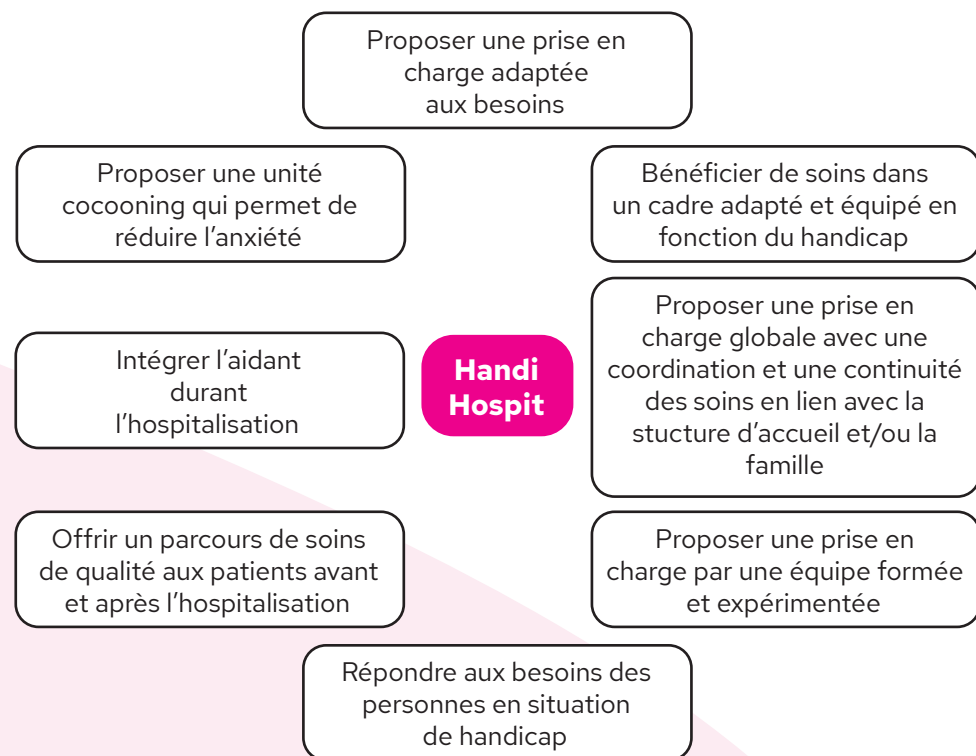 Proposer une prise en
charge adaptée
aux besoins
Proposer une unité
cocooning qui permet de
réduire l’anxiété
Bénéficier de soins dans
un cadre adapté et équipé en
fonction du handicap
Intégrer l’aidant
durant
l’hospitalisation
Handi
Hospit
Proposer une prise en
charge globale avec une
coordination et une continuité
des soins en lien avec la
stucture d’accueil et/ou la
famille
Offrir un parcours de soins
de qualité aux patients avant
et après l’hospitalisation
Proposer une prise en
charge par une équipe formée
et expérimentée
Répondre aux besoins des
personnes en situation
de handicap